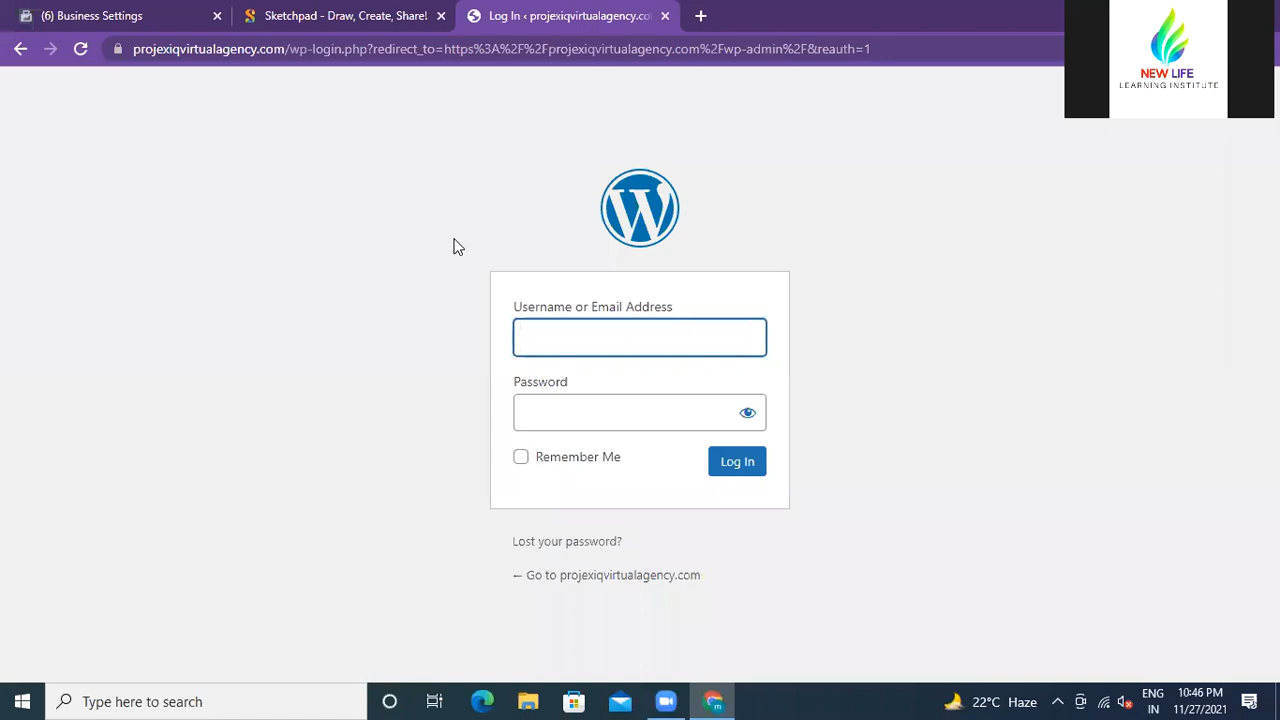 (6) Business Settings
Sketchpad - Draw, Create, Share!
Log In ‹ projexiqvirtualagency.co
projexiqvirtualagency.com/wp-login.php?redirect_to=https%3A%2F%2Fprojexiqvirtualagency.com%2Fwp-admin%2F&reauth=1
NEW LIFE
LEARNING INSTITUTE
Username or Email Address
Password
Remember Me
Log In
Lost your password?
← Go to projexiqvirtualagency.com
Type here to search
22°C Haze
ENG
IN
10:46 PM
11/27/2021